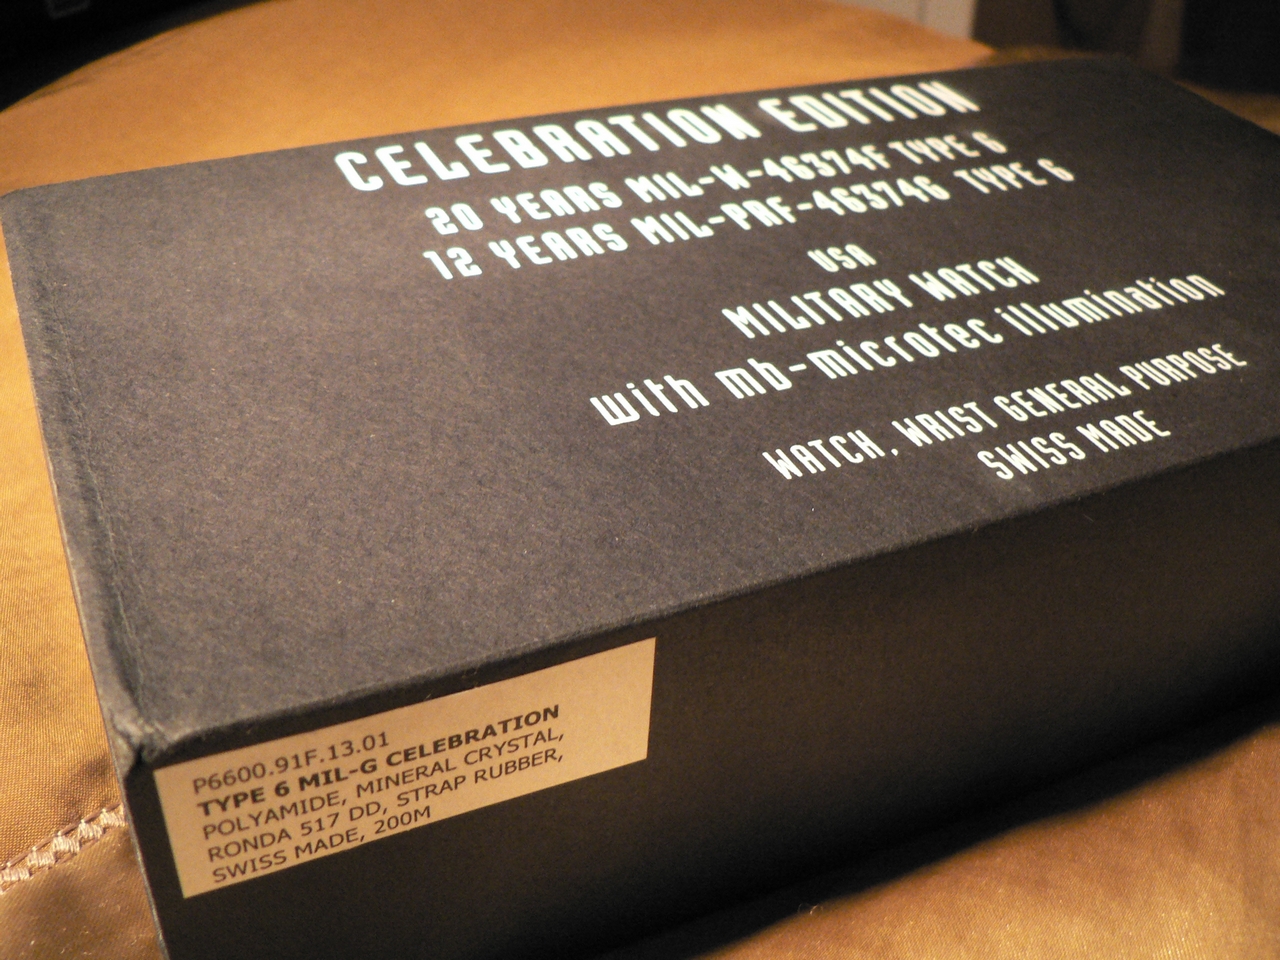 CELEBRATION EDITION
20 YEARS MIL-W-46374F TYPE 6
12 YEARS MIL-PRF-46374G TYPE 6
USA
MILITARY WATCH
with mb-microtec illumination
WATCH, WRIST GENERAL PURPOSE
SWISS MADE
P6600.91F.13.01
TYPE 6 MIL-G CELEBRATION
POLYAMIDE, MINERAL CRYSTAL,
RONDA 517 DD, STRAP RUBBER,
SWISS MADE, 200M